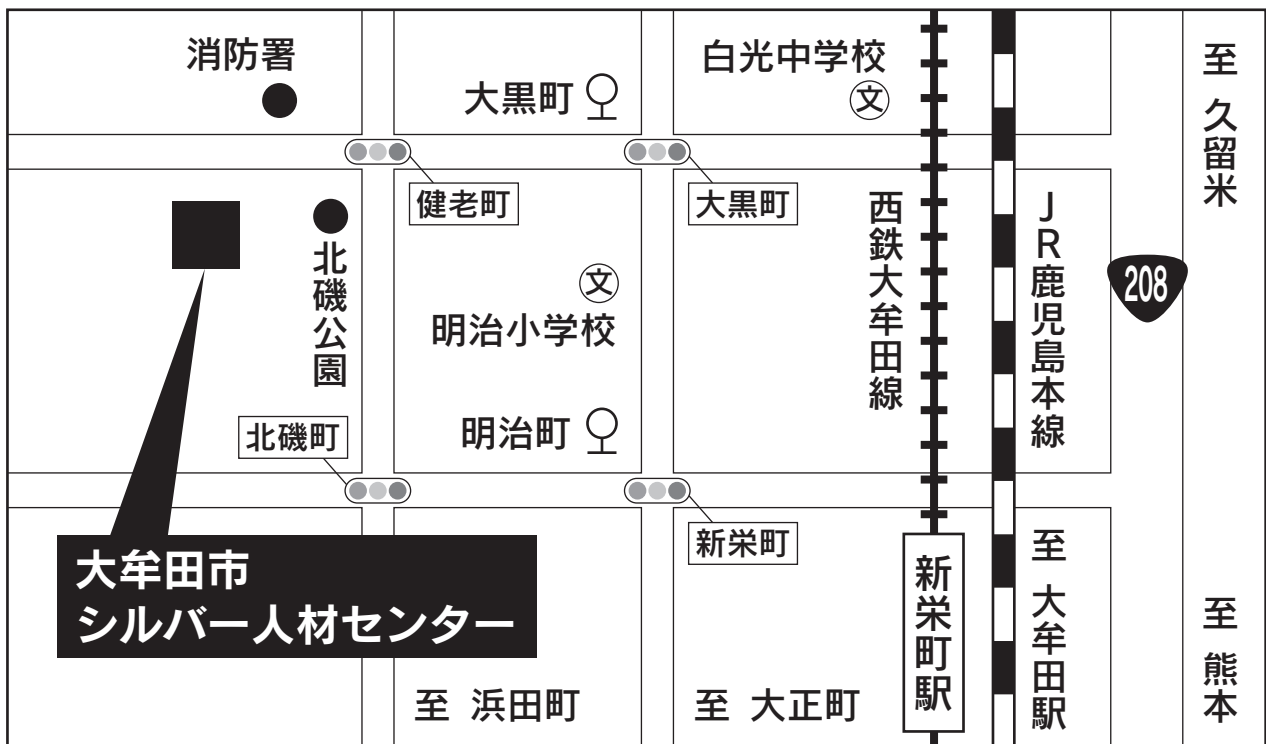 消防署
大黒町
白光中学校
文
至 久留米
健老町
大黒町
西鉄大牟田線
JR鹿児島本線
208
北磯公園
文
明治小学校
北磯町
明治町
新栄町
大牟田市
シルバー人材センター
新栄町駅
至 大牟田駅
至 熊本
至 浜田町
至 大正町